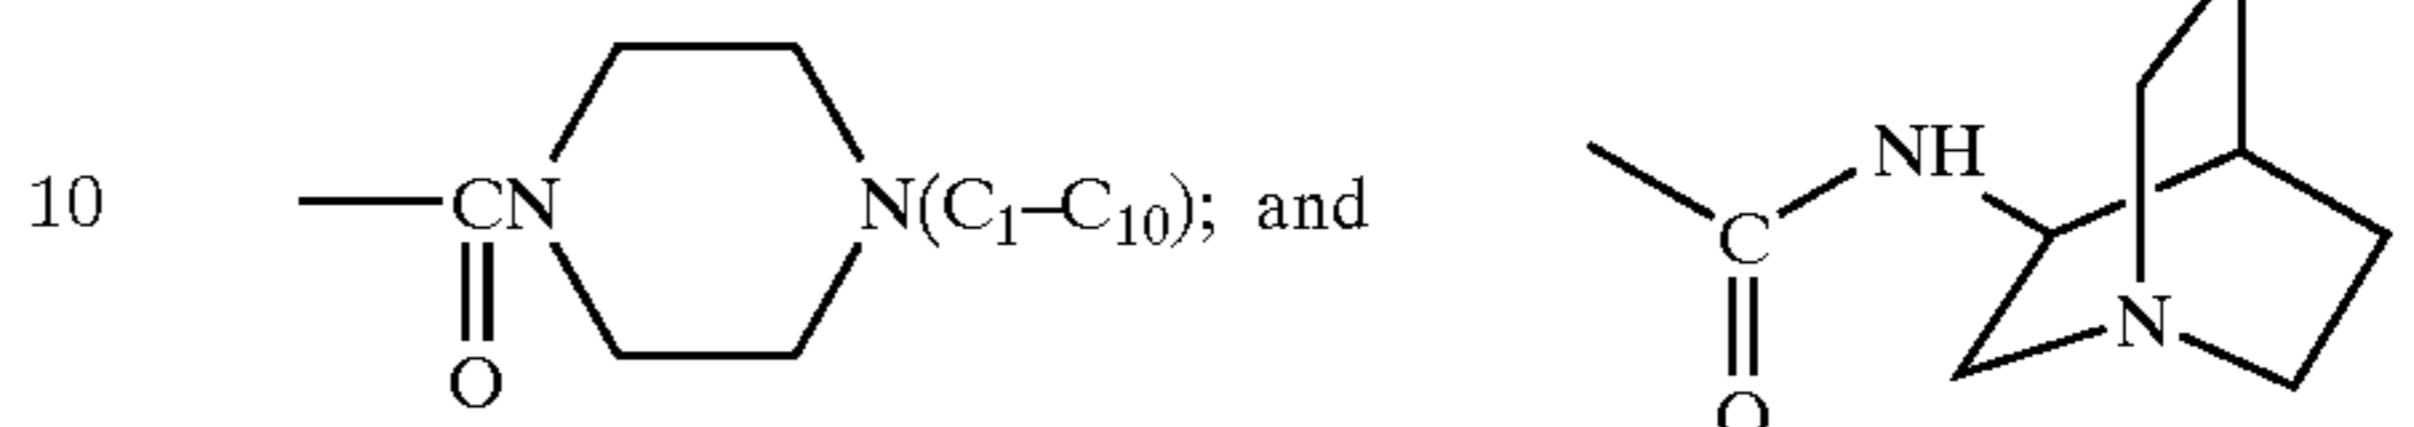 10 CN N(C₁—C₁₀); and NH
C
N
O
O